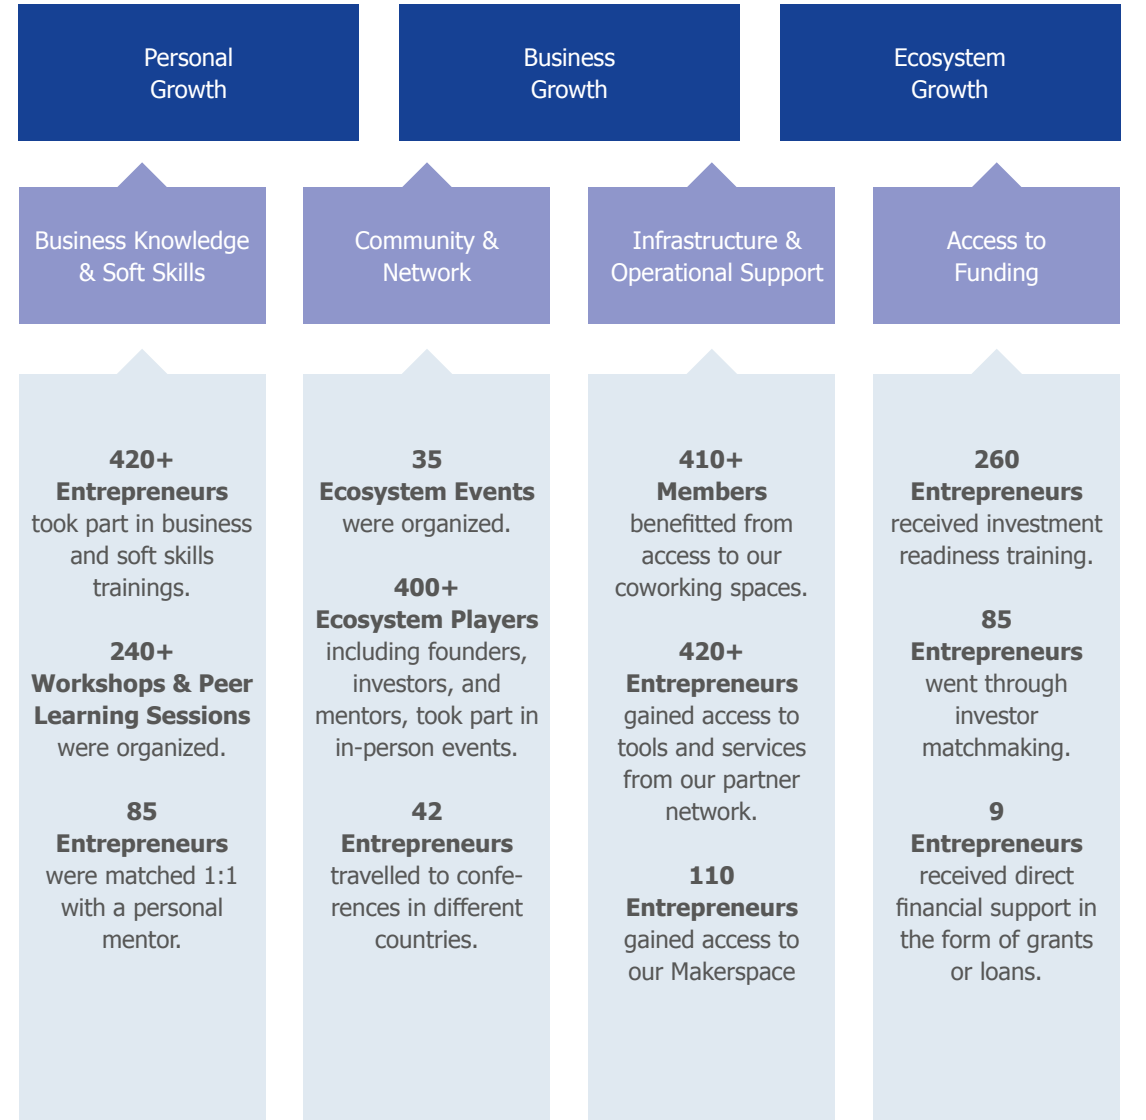 Personal
Growth
Business
Growth
Ecosystem
Growth
Business Knowledge
& Soft Skills
Community &
Network
Infrastructure &
Operational Support
Access to
Funding
420+
Entrepreneurs
took part in business
and soft skills
trainings.
240+
Workshops & Peer
Learning Sessions
were organized.
85
Entrepreneurs
were matched 1:1
with a personal
mentor.
35
Ecosystem Events
were organized.
400+
Ecosystem Players
including founders,
investors, and
mentors, took part in
in-person events.
42
Entrepreneurs
travelled to confe-
rences in different
countries.
410+
Members
benefitted from
access to our
coworking spaces.
420+
Entrepreneurs
gained access to
tools and services
from our partner
network.
110
Entrepreneurs
gained access to
our Makerspace
260
Entrepreneurs
received investment
readiness training.
85
Entrepreneurs
went through
investor
matchmaking.
9
Entrepreneurs
received direct
financial support in
the form of grants
or loans.